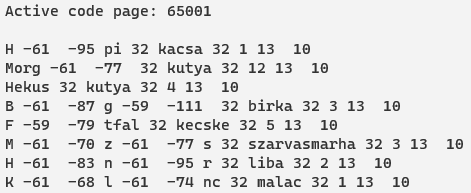 Active code page: 65001
H -61  -95 pi 32 kacsa 32 1 13  10
Morg -61  -77  32 kutya 32 12 13  10
Hekus 32 kutya 32 4 13  10
B -61  -87 g -59  -111  32 birka 32 3 13  10
F -59  -79 tfal 32 kecske 32 5 13  10
M -61  -70 z -61  -77 s 32 szarvasmarha 32 3 13  10
H -61  -83 n -61  -95 r 32 liba 32 2 13  10
K -61  -68 l -61  -74 nc 32 malac 32 1 13  10